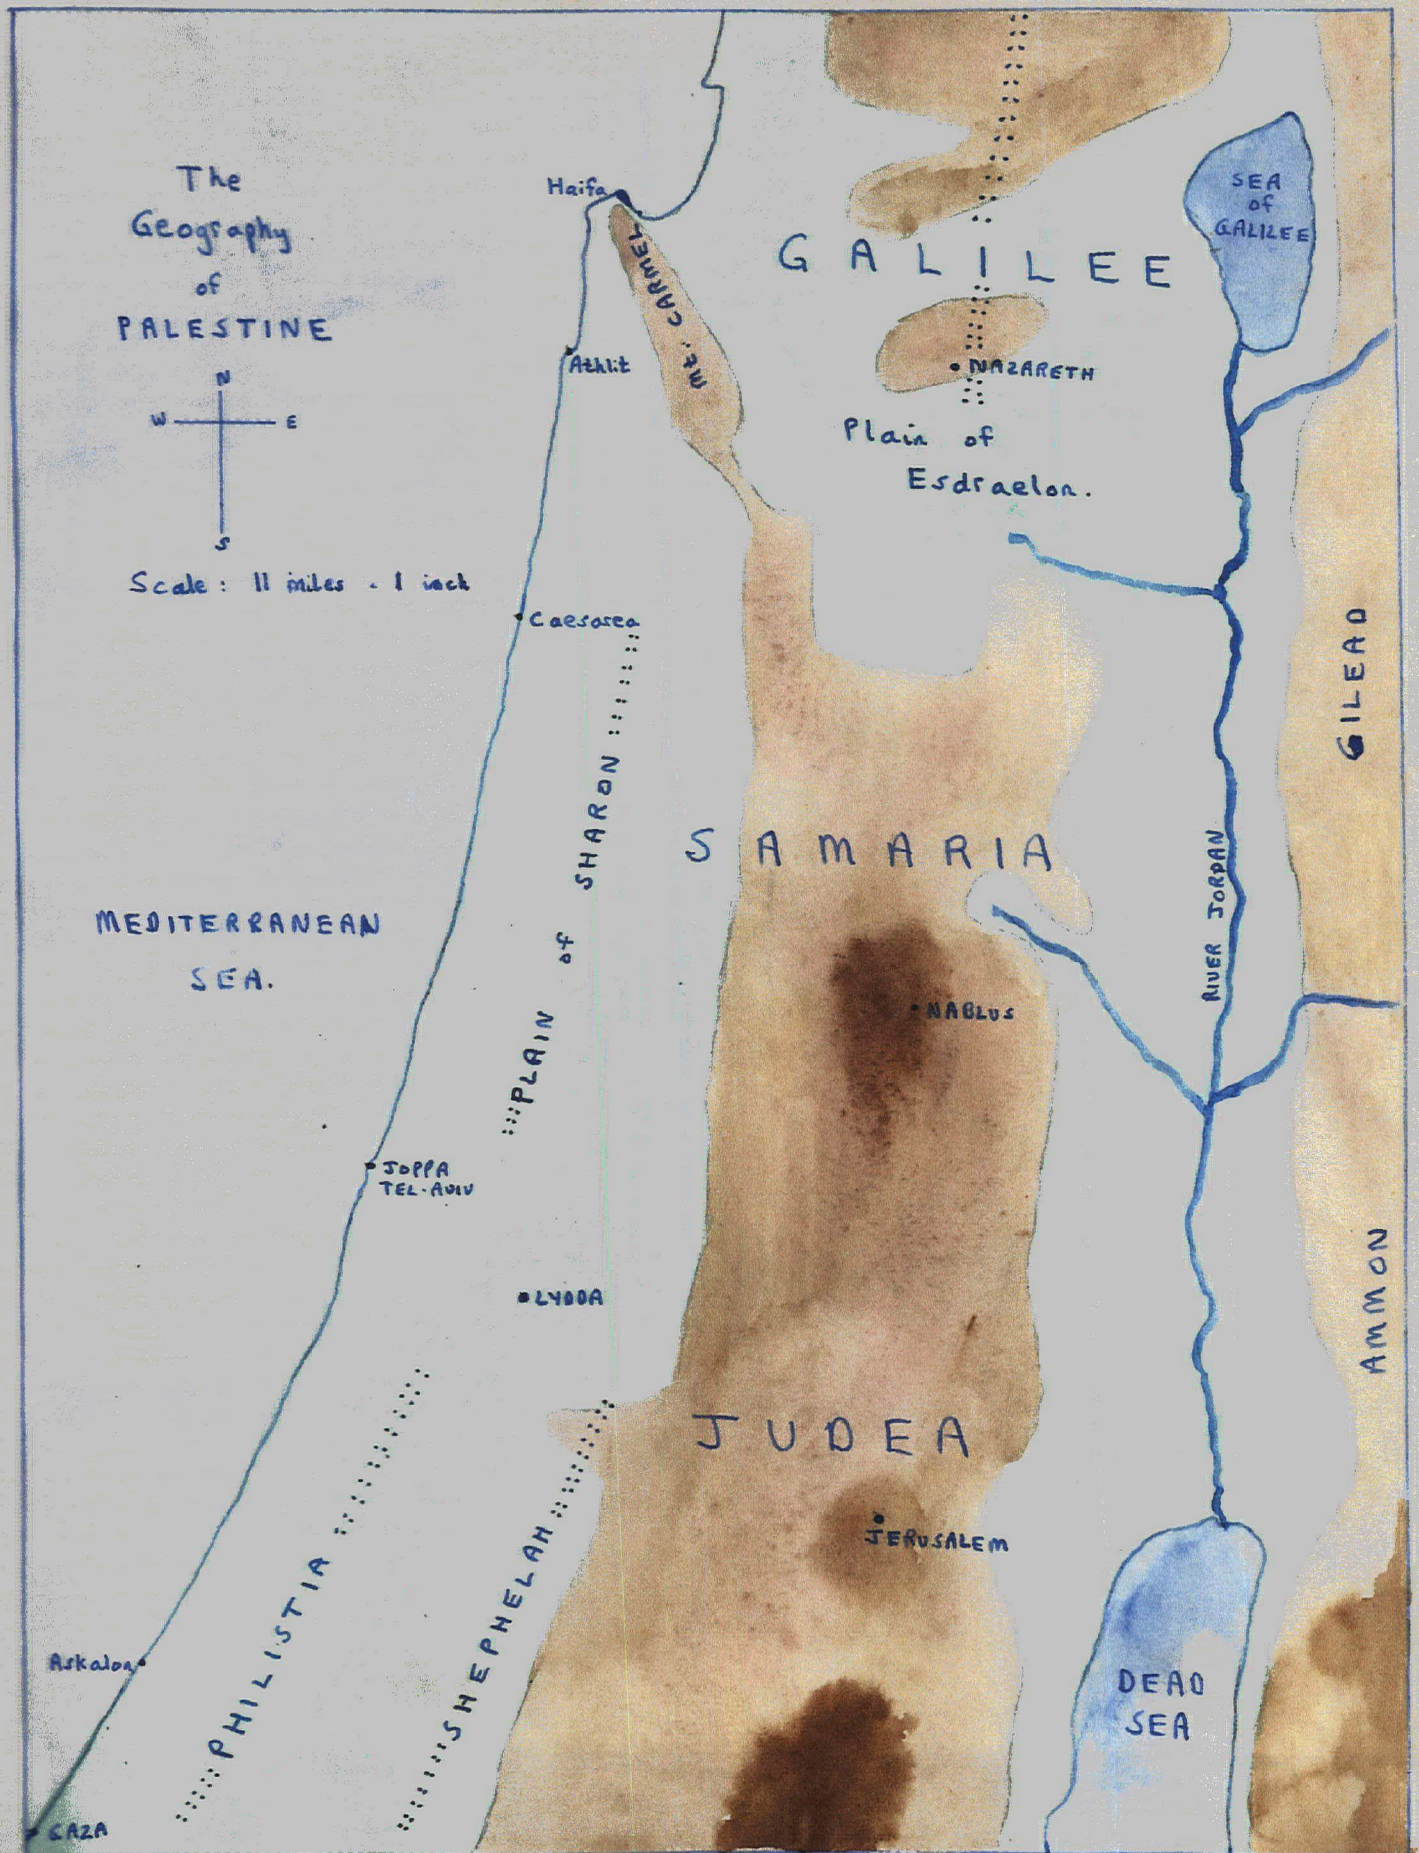 The
Geography
of
PALESTINE
N
W E
S
Scale : 11 miles - 1 inch
Haifa
Mt. CARMEL
Athlit
SEA
of
GALILEE
GALILEE
NAZARETH
Plain of
Esdraelon.
Caesarea
PLAIN of SHARON
GILEAD
SAMARIA
MEDITERRANEAN
SEA.
RIVER JORDAN
NABLUS
JOPPA
TEL-AVIV
LYDDA
AMMON
JUDEA
JERUSALEM
PHILISTIA
SHEPHELAH
Askalon
DEAD
SEA
GAZA